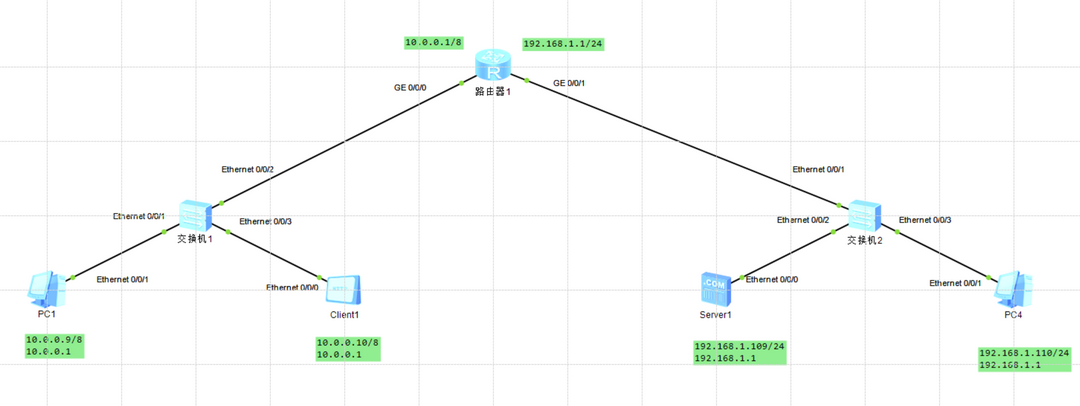 10.0.0.1/8
192.168.1.1/24
R
路由器1
GE 0/0/0
GE 0/0/1
Ethernet 0/0/2
Ethernet 0/0/1
Ethernet 0/0/1
Ethernet 0/0/3
Ethernet 0/0/2
Ethernet 0/0/3
交换机1
交换机2
Ethernet 0/0/1
Ethernet 0/0/0
.COM
Ethernet 0/0/0
Ethernet 0/0/1
PC1
Client1
Server1
PC4
10.0.0.9/8
10.0.0.1
10.0.0.10/8
10.0.0.1
192.168.1.109/24
192.168.1.1
192.168.1.110/24
192.168.1.1